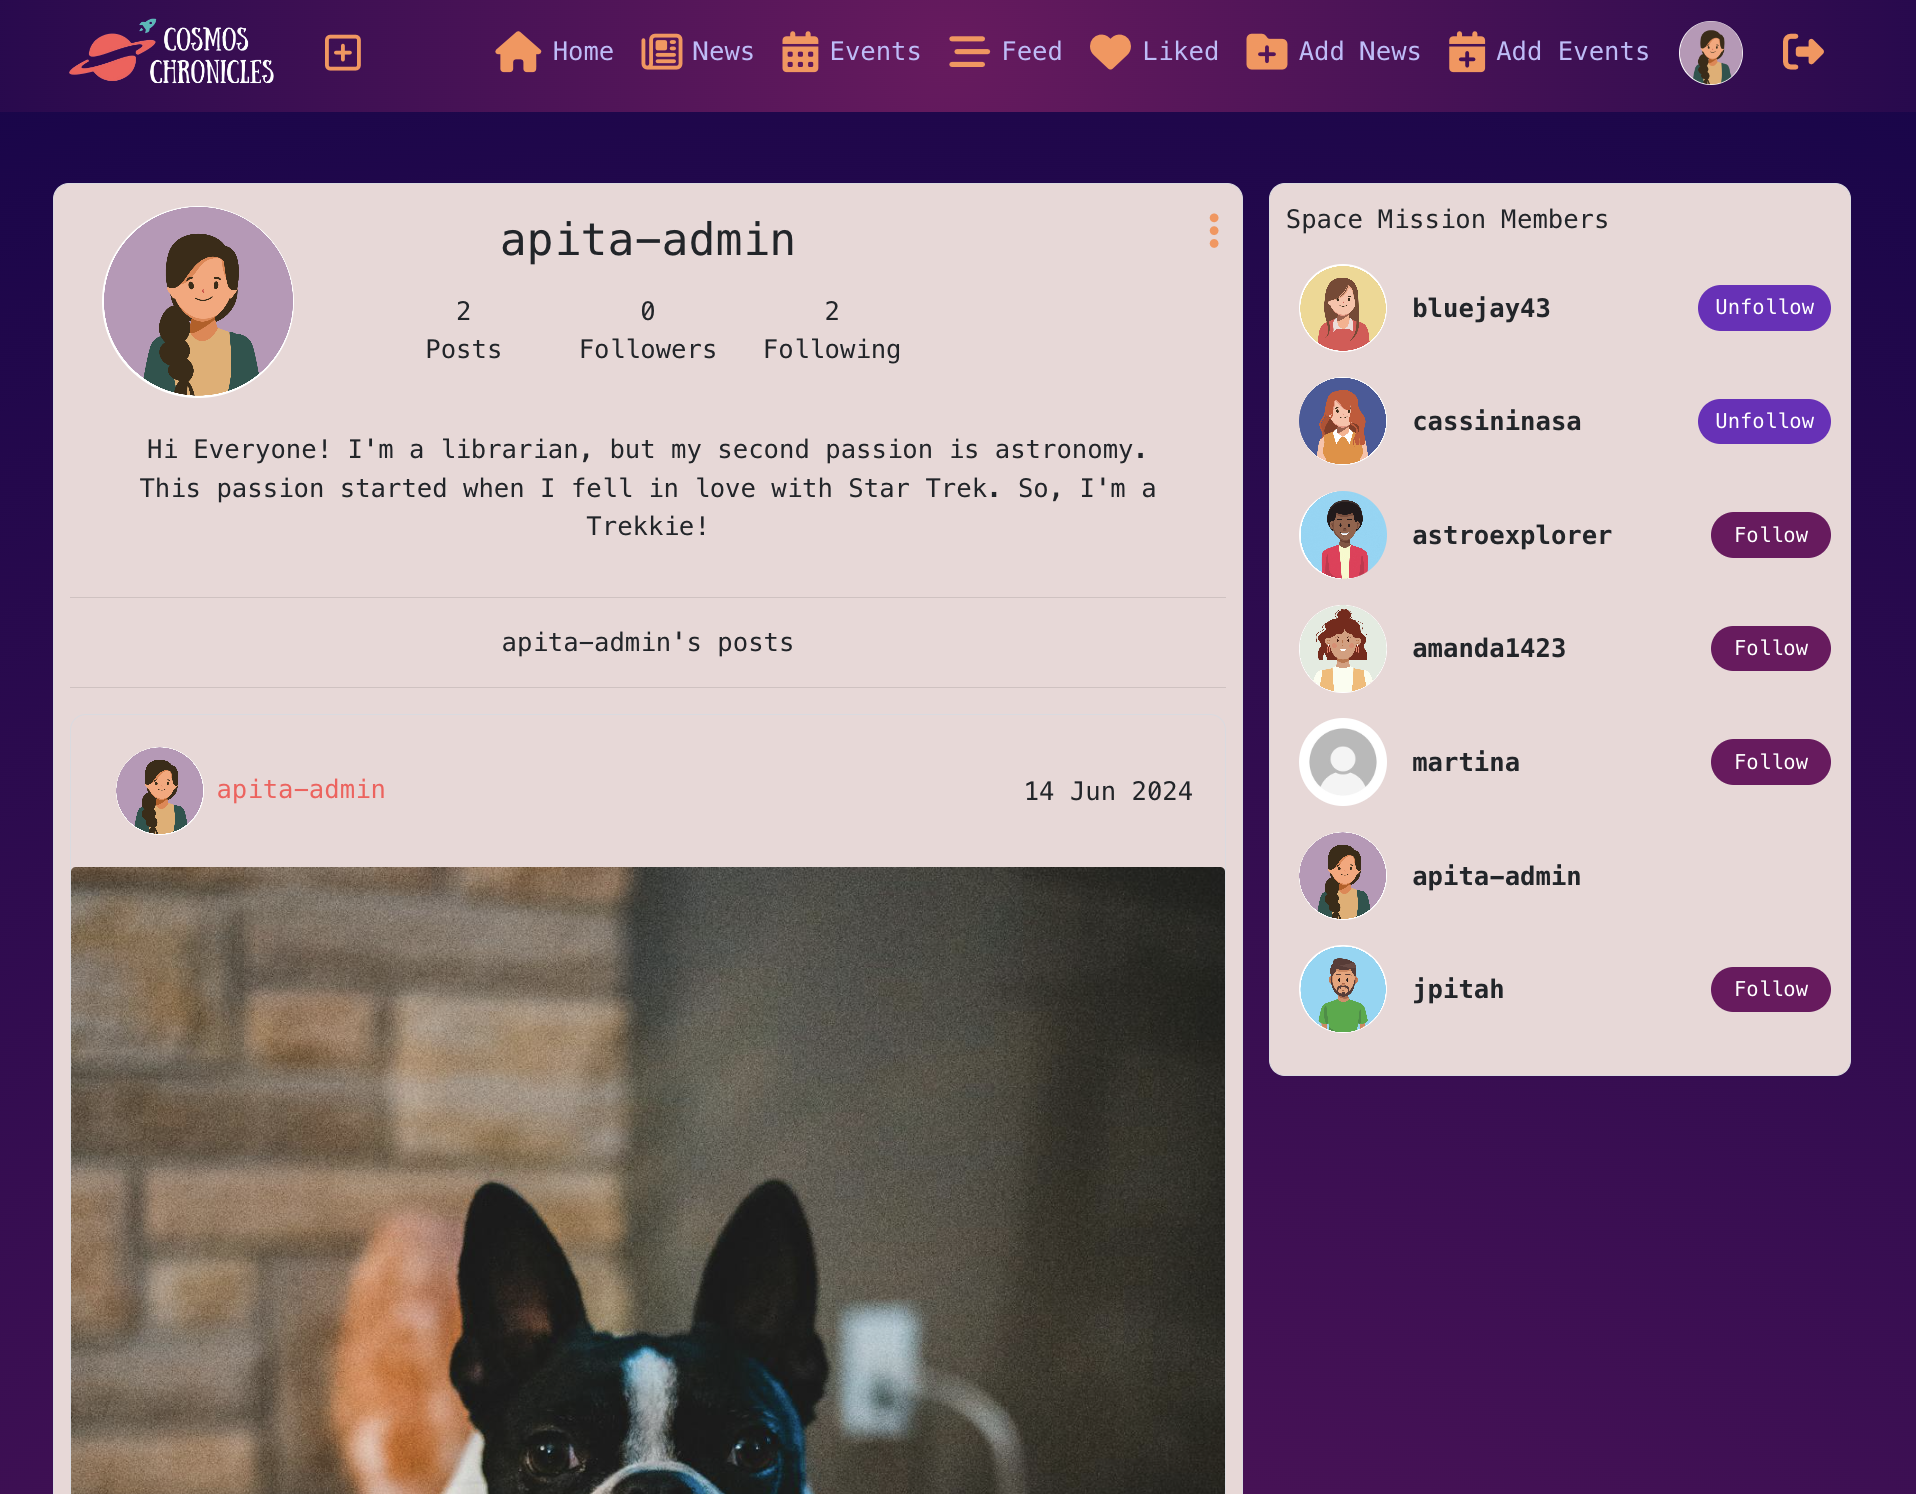 COSMOS
CHRONICLES
Home
News
Events
Feed
Liked
Add News
Add Events
apita-admin
2
Posts
0
Followers
2
Following
Hi Everyone! I'm a librarian, but my second passion is astronomy.
This passion started when I fell in love with Star Trek. So, I'm a
Trekkie!
apita-admin's posts
apita-admin
14 Jun 2024
Space Mission Members
bluejay43
Unfollow
cassininasa
Unfollow
astroexplorer
Follow
amanda1423
Follow
martina
Follow
apita-admin
jpitah
Follow